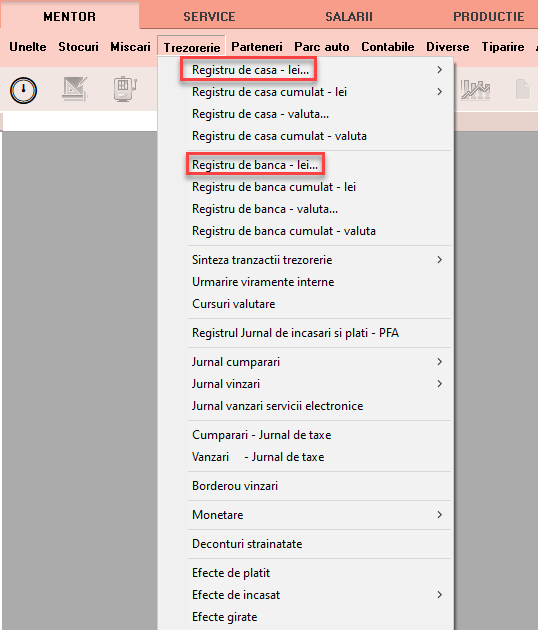 MENTOR SERVICE SALARII PRODUCTIE
Unelte Stocuri Miscari Trezorerie Parteneri Parc auto Contabile Diverse Tiparire
Registru de casa - lei...
Registru de casa cumulat - lei
Registru de casa - valuta...
Registru de casa cumulat - valuta
Registru de banca - lei...
Registru de banca cumulat - lei
Registru de banca - valuta...
Registru de banca cumulat - valuta
Sinteza tranzactii trezorerie
Urmarire viramente interne
Cursuri valutare
Registrul Jurnal de incasari si plati - PFA
Jurnal cumparari
Jurnal vinzari
Jurnal vanzari servicii electronice
Cumparari - Jurnal de taxe
Vanzari - Jurnal de taxe
Borderou vinzari
Monetare
Deconturi strainatate
Efecte de platit
Efecte de incasat
Efecte girate